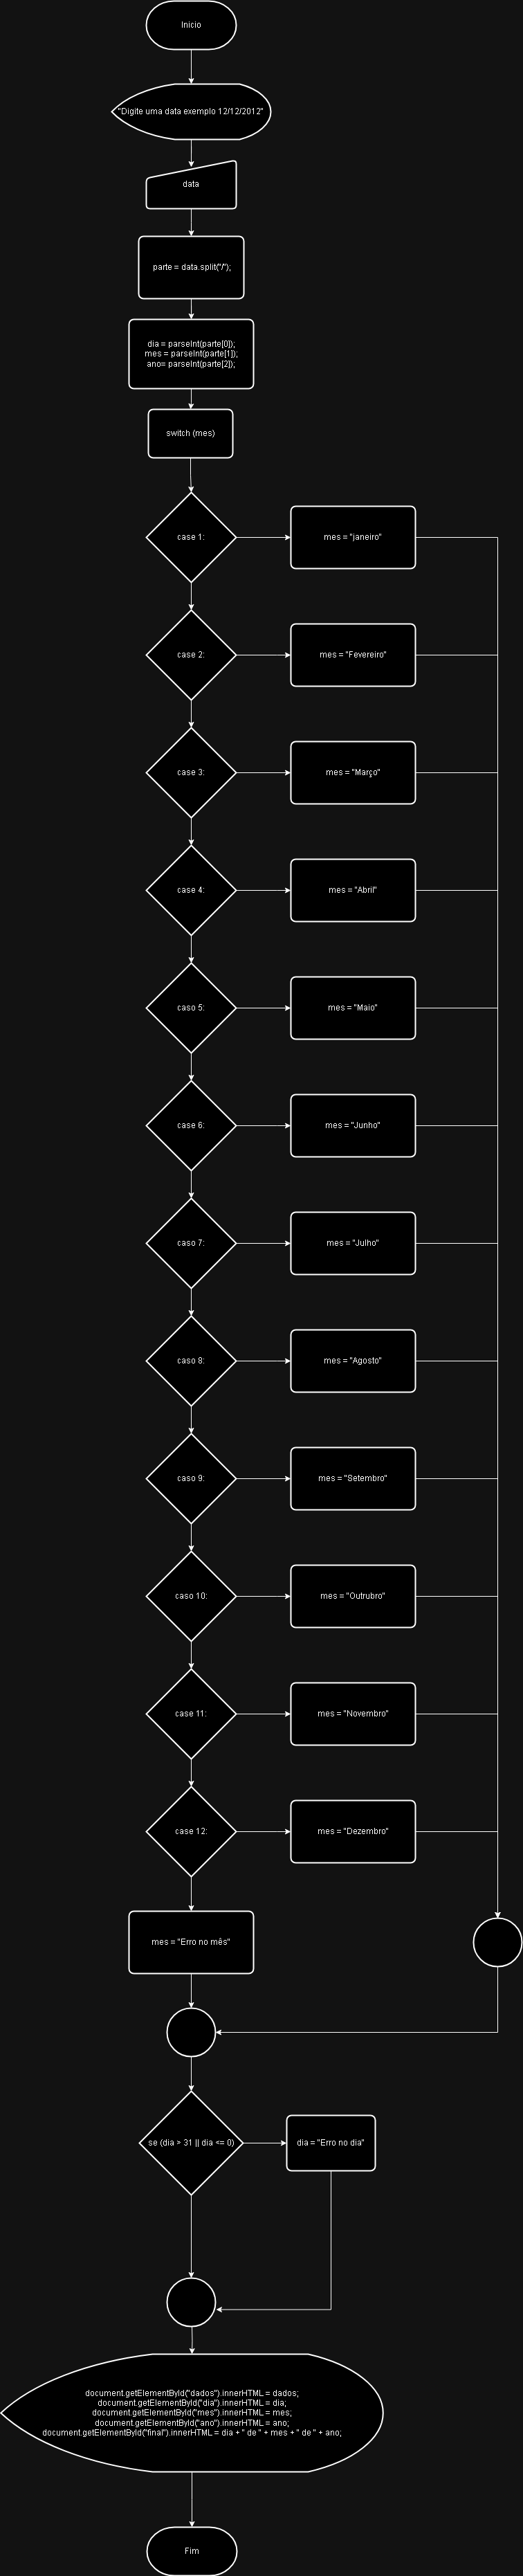 Inicio
"Digite uma data exemplo 12/12/2012"
data
parte = data.split("/");
dia = parseInt(parte[0]);
mes = parseInt(parte[1]);
ano= parseInt(parte[2]);
switch (mes)
case 1:
mes = "janeiro"
case 2:
mes = "Fevereiro"
case 3:
mes = "Março"
case 4:
mes = "Abril"
caso 5:
mes = "Maio"
case 6:
mes = "Junho"
caso 7:
mes = "Julho"
caso 8:
mes = "Agosto"
caso 9:
mes = "Setembro"
caso 10:
mes = "Outrubro"
case 11:
mes = "Novembro"
case 12:
mes = "Dezembro"
mes = "Erro no mês"
se (dia > 31 || dia <= 0)
dia = "Erro no dia"
document.getElementById("dados").innerHTML = dados;
document.getElementById("dia").innerHTML = dia;
document.getElementById("mes").innerHTML = mes;
document.getElementById("ano").innerHTML = ano;
document.getElementById("final").innerHTML = dia + " de " + mes + " de " + ano;
Fim